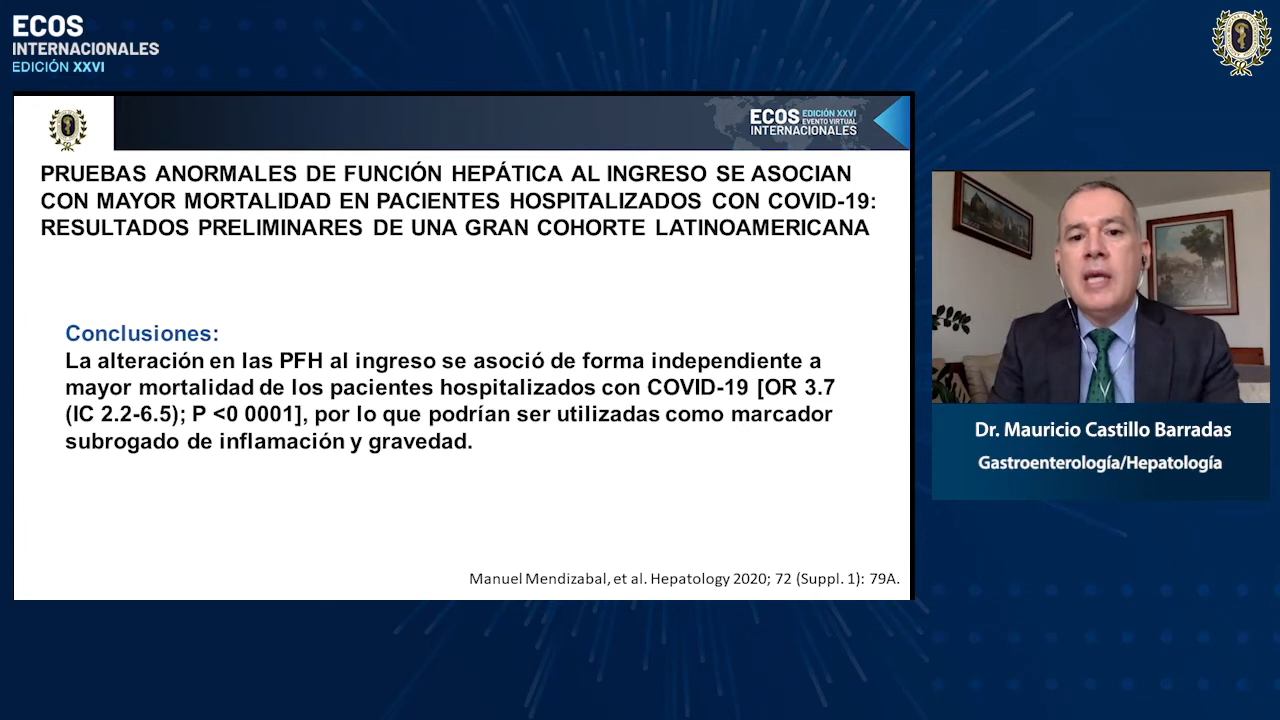 ECOS
INTERNACIONALES
EDICIÓN XXVI
ECOS EDICIÓN XXVI
EVENTO VIRTUAL
INTERNACIONALES
PRUEBAS ANORMALES DE FUNCIÓN HEPÁTICA AL INGRESO SE ASOCIAN
CON MAYOR MORTALIDAD EN PACIENTES HOSPITALIZADOS CON COVID-19:
RESULTADOS PRELIMINARES DE UNA GRAN COHORTE LATINOAMERICANA
Conclusiones:
La alteración en las PFH al ingreso se asoció de forma independiente a
mayor mortalidad de los pacientes hospitalizados con COVID-19 [OR 3.7
(IC 2.2-6.5); P <0 0001], por lo que podrían ser utilizadas como marcador
subrogado de inflamación y gravedad.
Manuel Mendizabal, et al. Hepatology 2020; 72 (Suppl. 1): 79A.
Dr. Mauricio Castillo Barradas
Gastroenterología/Hepatología